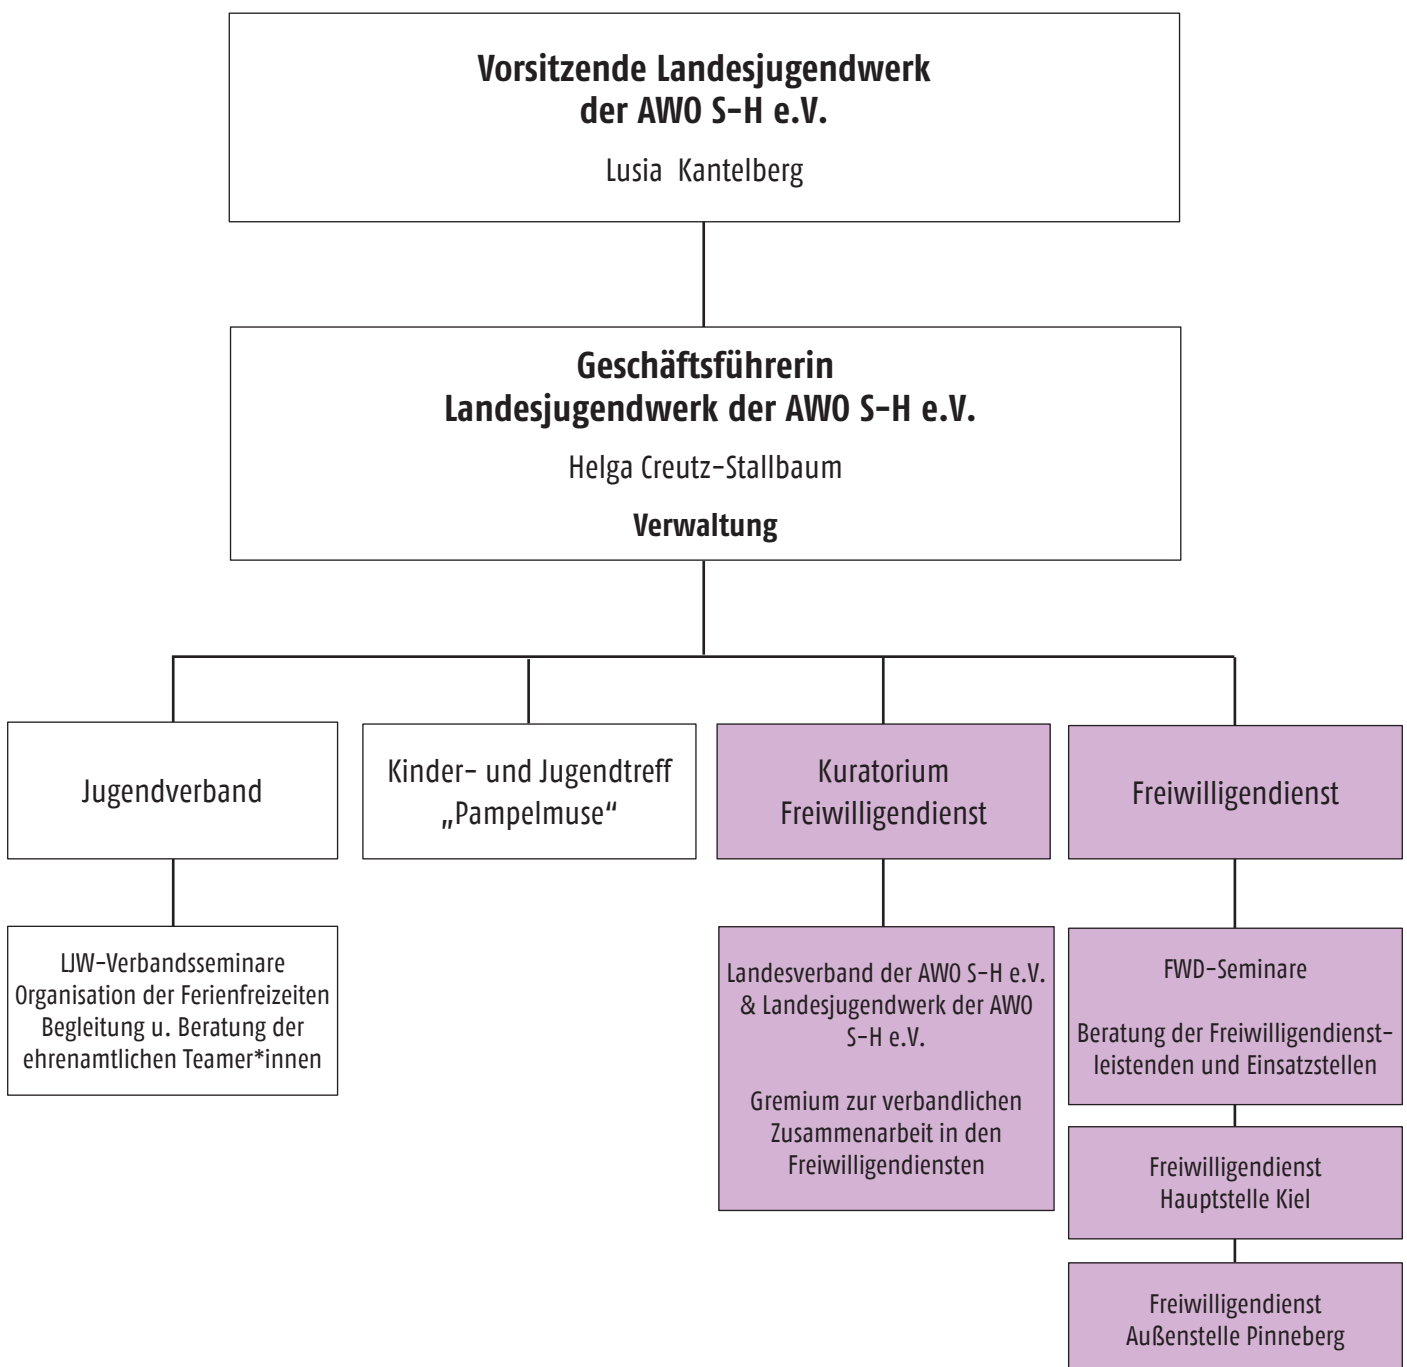 Vorsitzende Landesjugendwerk
der AWO S-H e.V.
Lusia Kantelberg
Geschäftsführerin
Landesjugendwerk der AWO S-H e.V.
Helga Creutz-Stallbaum
Verwaltung
Jugendverband
Kinder- und Jugendtreff
„Pampelmuse“
Kuratorium
Freiwilligendienst
Freiwilligendienst
LJW-Verbandsseminare
Organisation der Ferienfreizeiten
Begleitung u. Beratung der
ehrenamtlichen Teamer*innen
Landesverband der AWO S-H e.V.
& Landesjugendwerk der AWO
S-H e.V.
Gremium zur verbandlichen
Zusammenarbeit in den
Freiwilligendiensten
FWD-Seminare
Beratung der Freiwilligendienst-
leistenden und Einsatzstellen
Freiwilligendienst
Hauptstelle Kiel
Freiwilligendienst
Außenstelle Pinneberg